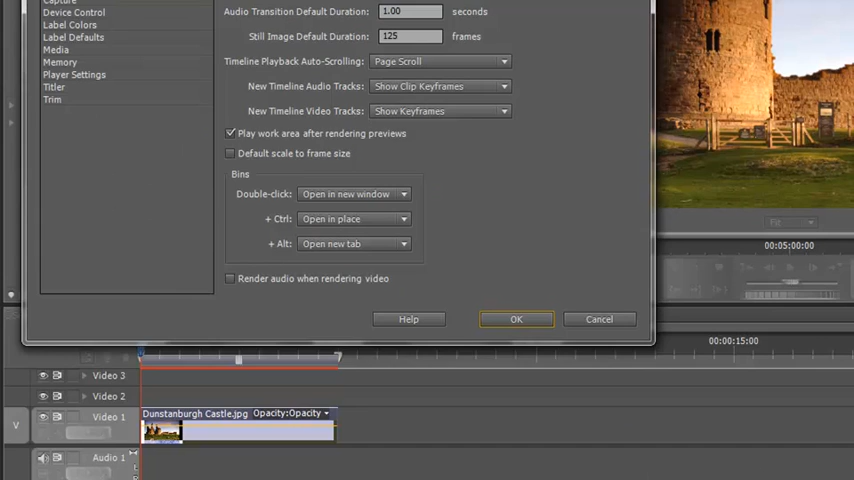 Capture
Device Control
Label Colors
Label Defaults
Media
Memory
Player Settings
Titler
Trim
Audio Transition Default Duration: 1.00 seconds
Still Image Default Duration: 125 frames
Timeline Playback Auto-Scrolling: Page Scroll
New Timeline Audio Tracks: Show Clip Keyframes
New Timeline Video Tracks: Show Keyframes
Play work area after rendering previews
Default scale to frame size
Bins
Double-click: Open in new window
+ Ctrl: Open in place
+ Alt: Open new tab
Render audio when rendering video
Help OK Cancel
Fit
00:05:00:00
00:00:15:00
Video 3
Video 2
Dunstanburgh Castle.jpg Opacity:Opacity
V Video 1
Audio 1